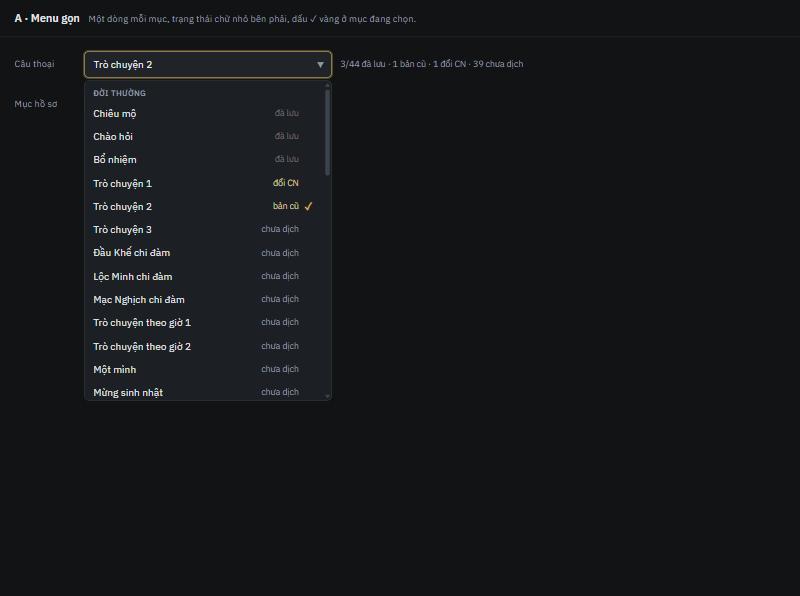 A · Menu gọn Một dòng mỗi mục, trạng thái chữ nhỏ bên phải, dấu ✓ vàng ở mục đang chọn.
Câu thoại Trò chuyện 2 ▼ 3/44 đã lưu · 1 bản cũ · 1 đổi CN · 39 chưa dịch
Mục hồ sơ
ĐỜI THƯỜNG
Chiêu mộ đã lưu
Chào hỏi đã lưu
Bổ nhiệm đã lưu
Trò chuyện 1 đổi CN
Trò chuyện 2 bản cũ ✓
Trò chuyện 3 chưa dịch
Đầu Khế chi đàm chưa dịch
Lộc Minh chi đàm chưa dịch
Mạc Nghịch chi đàm chưa dịch
Trò chuyện theo giờ 1 chưa dịch
Trò chuyện theo giờ 2 chưa dịch
Một mình chưa dịch
Mừng sinh nhật chưa dịch